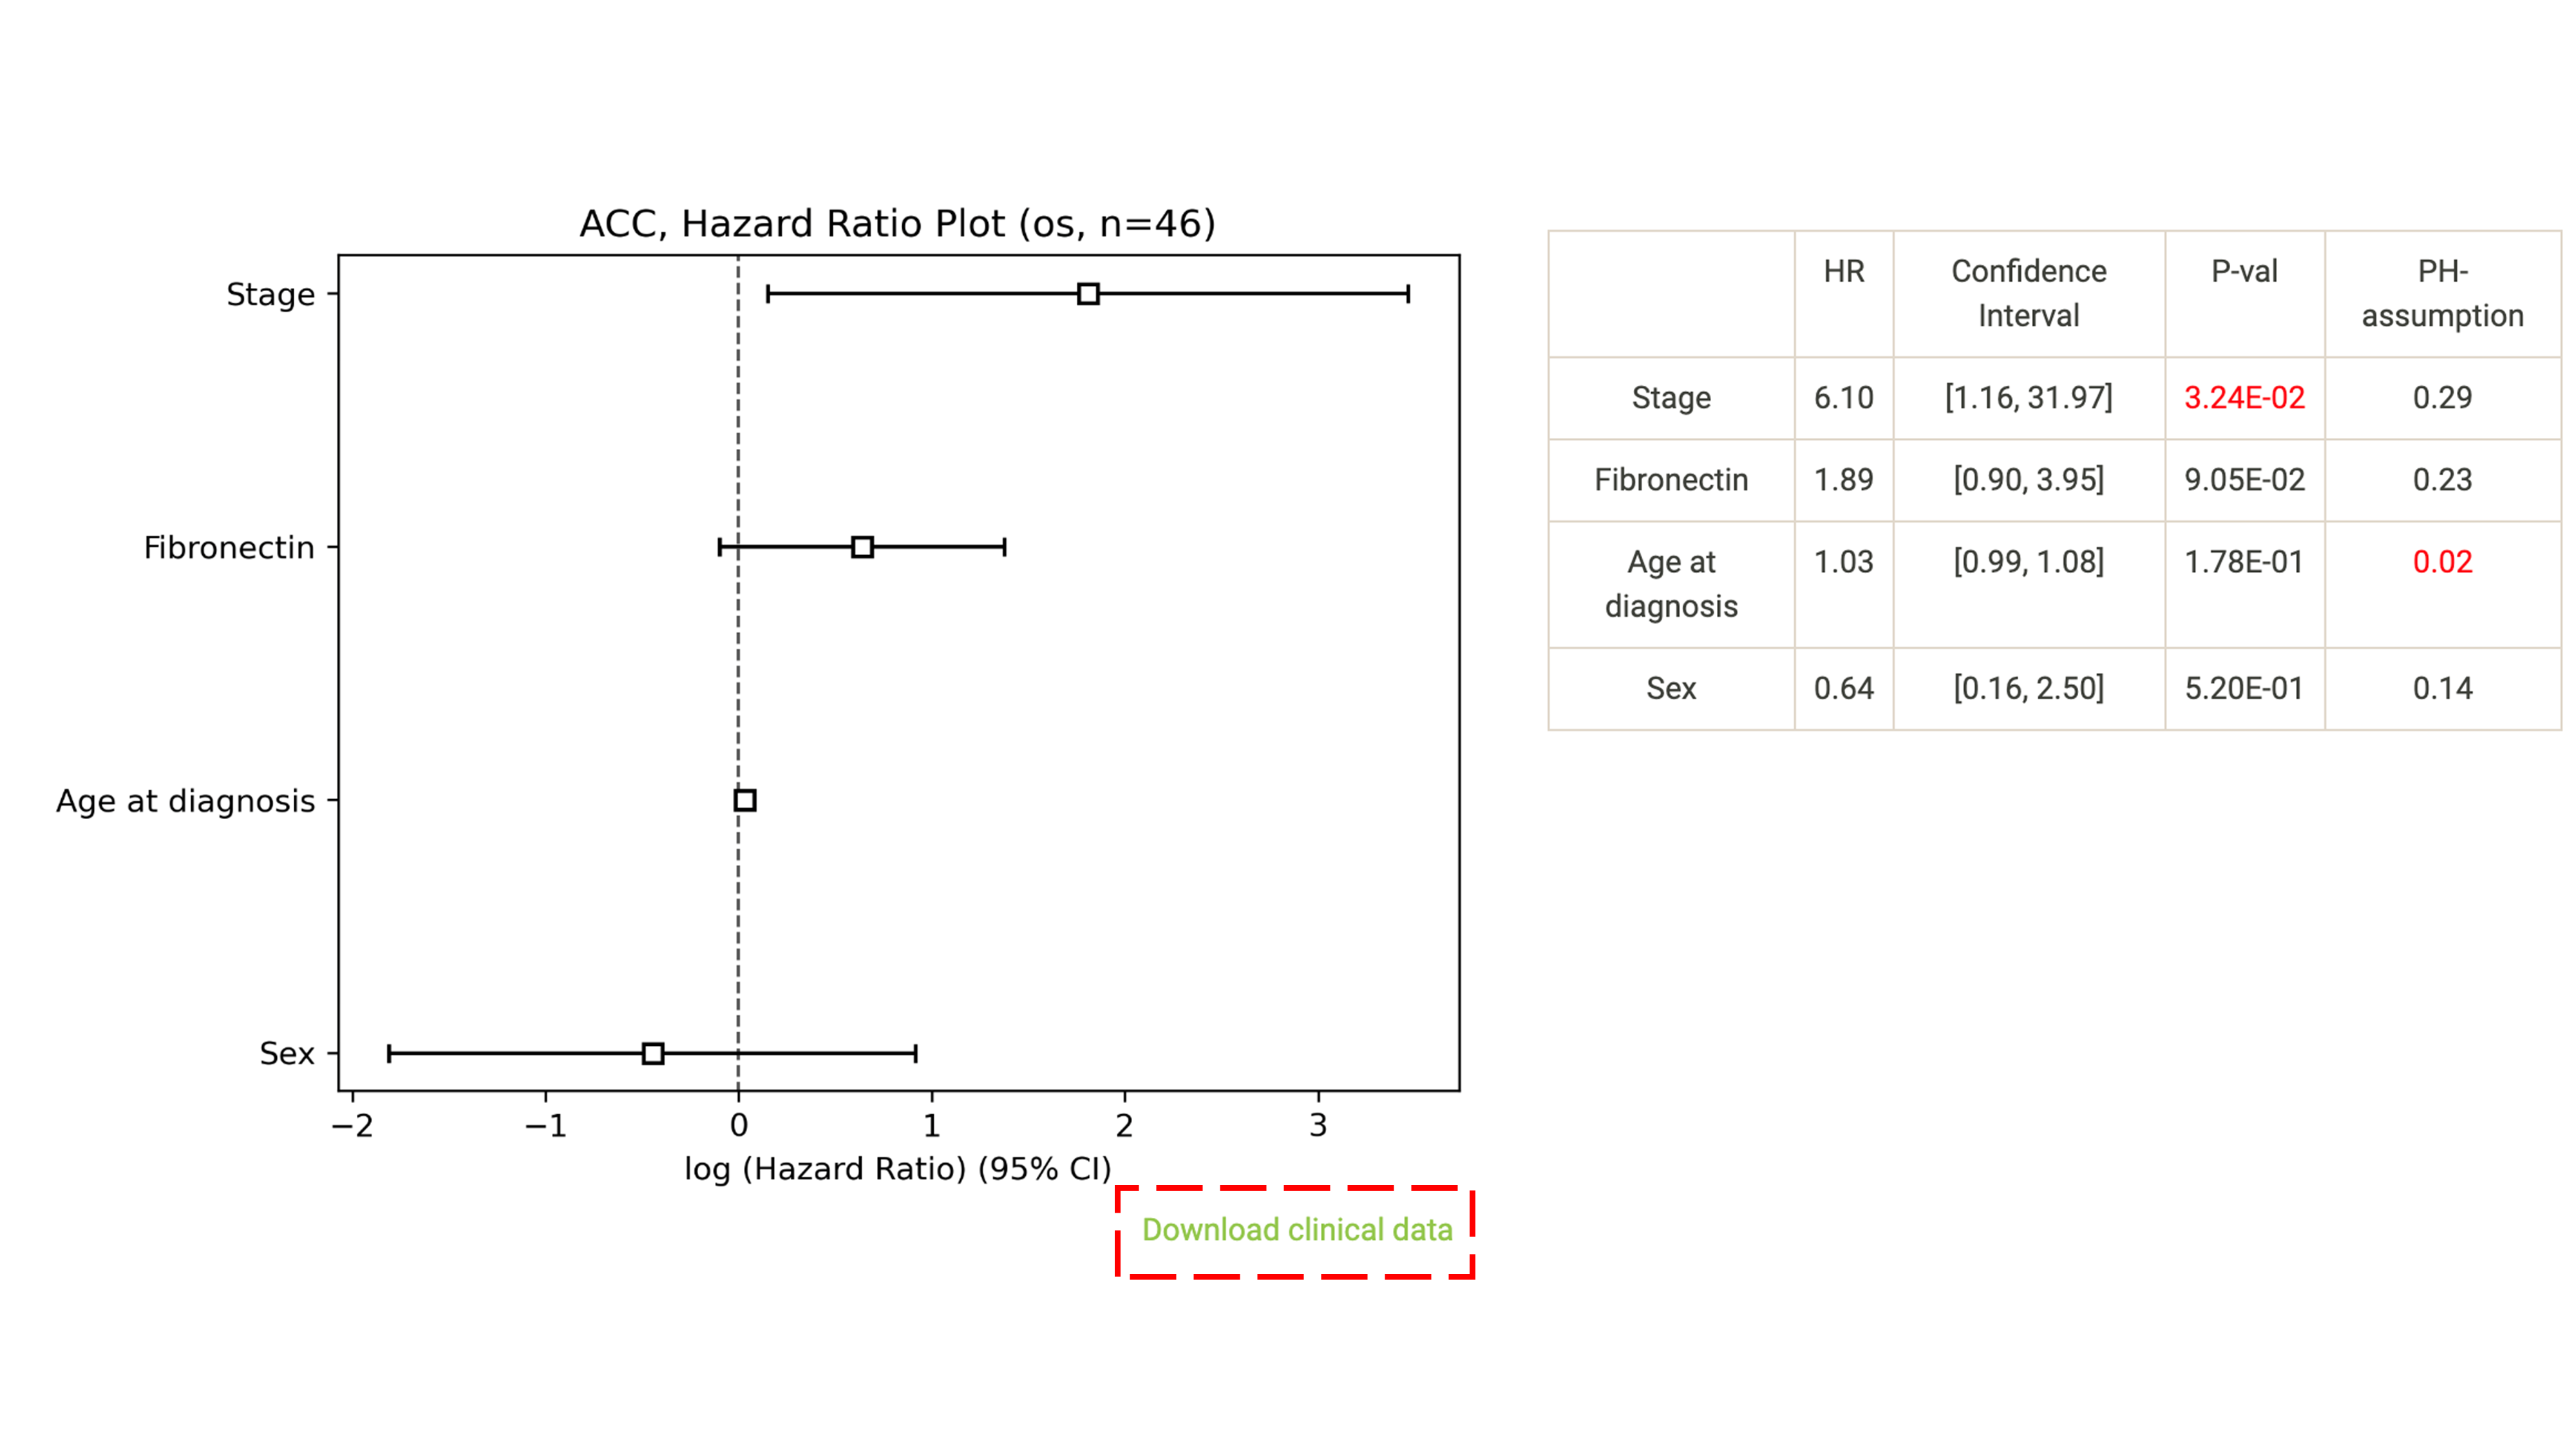 ACC, Hazard Ratio Plot (os, n=46)
Stage
Fibronectin
Age at diagnosis
Sex
−2 −1 0 1 2 3
log (Hazard Ratio) (95% CI)
Download clinical data
HR Confidence Interval P-val PH-assumption
Stage 6.10 [1.16, 31.97] 3.24E-02 0.29
Fibronectin 1.89 [0.90, 3.95] 9.05E-02 0.23
Age at diagnosis 1.03 [0.99, 1.08] 1.78E-01 0.02
Sex 0.64 [0.16, 2.50] 5.20E-01 0.14